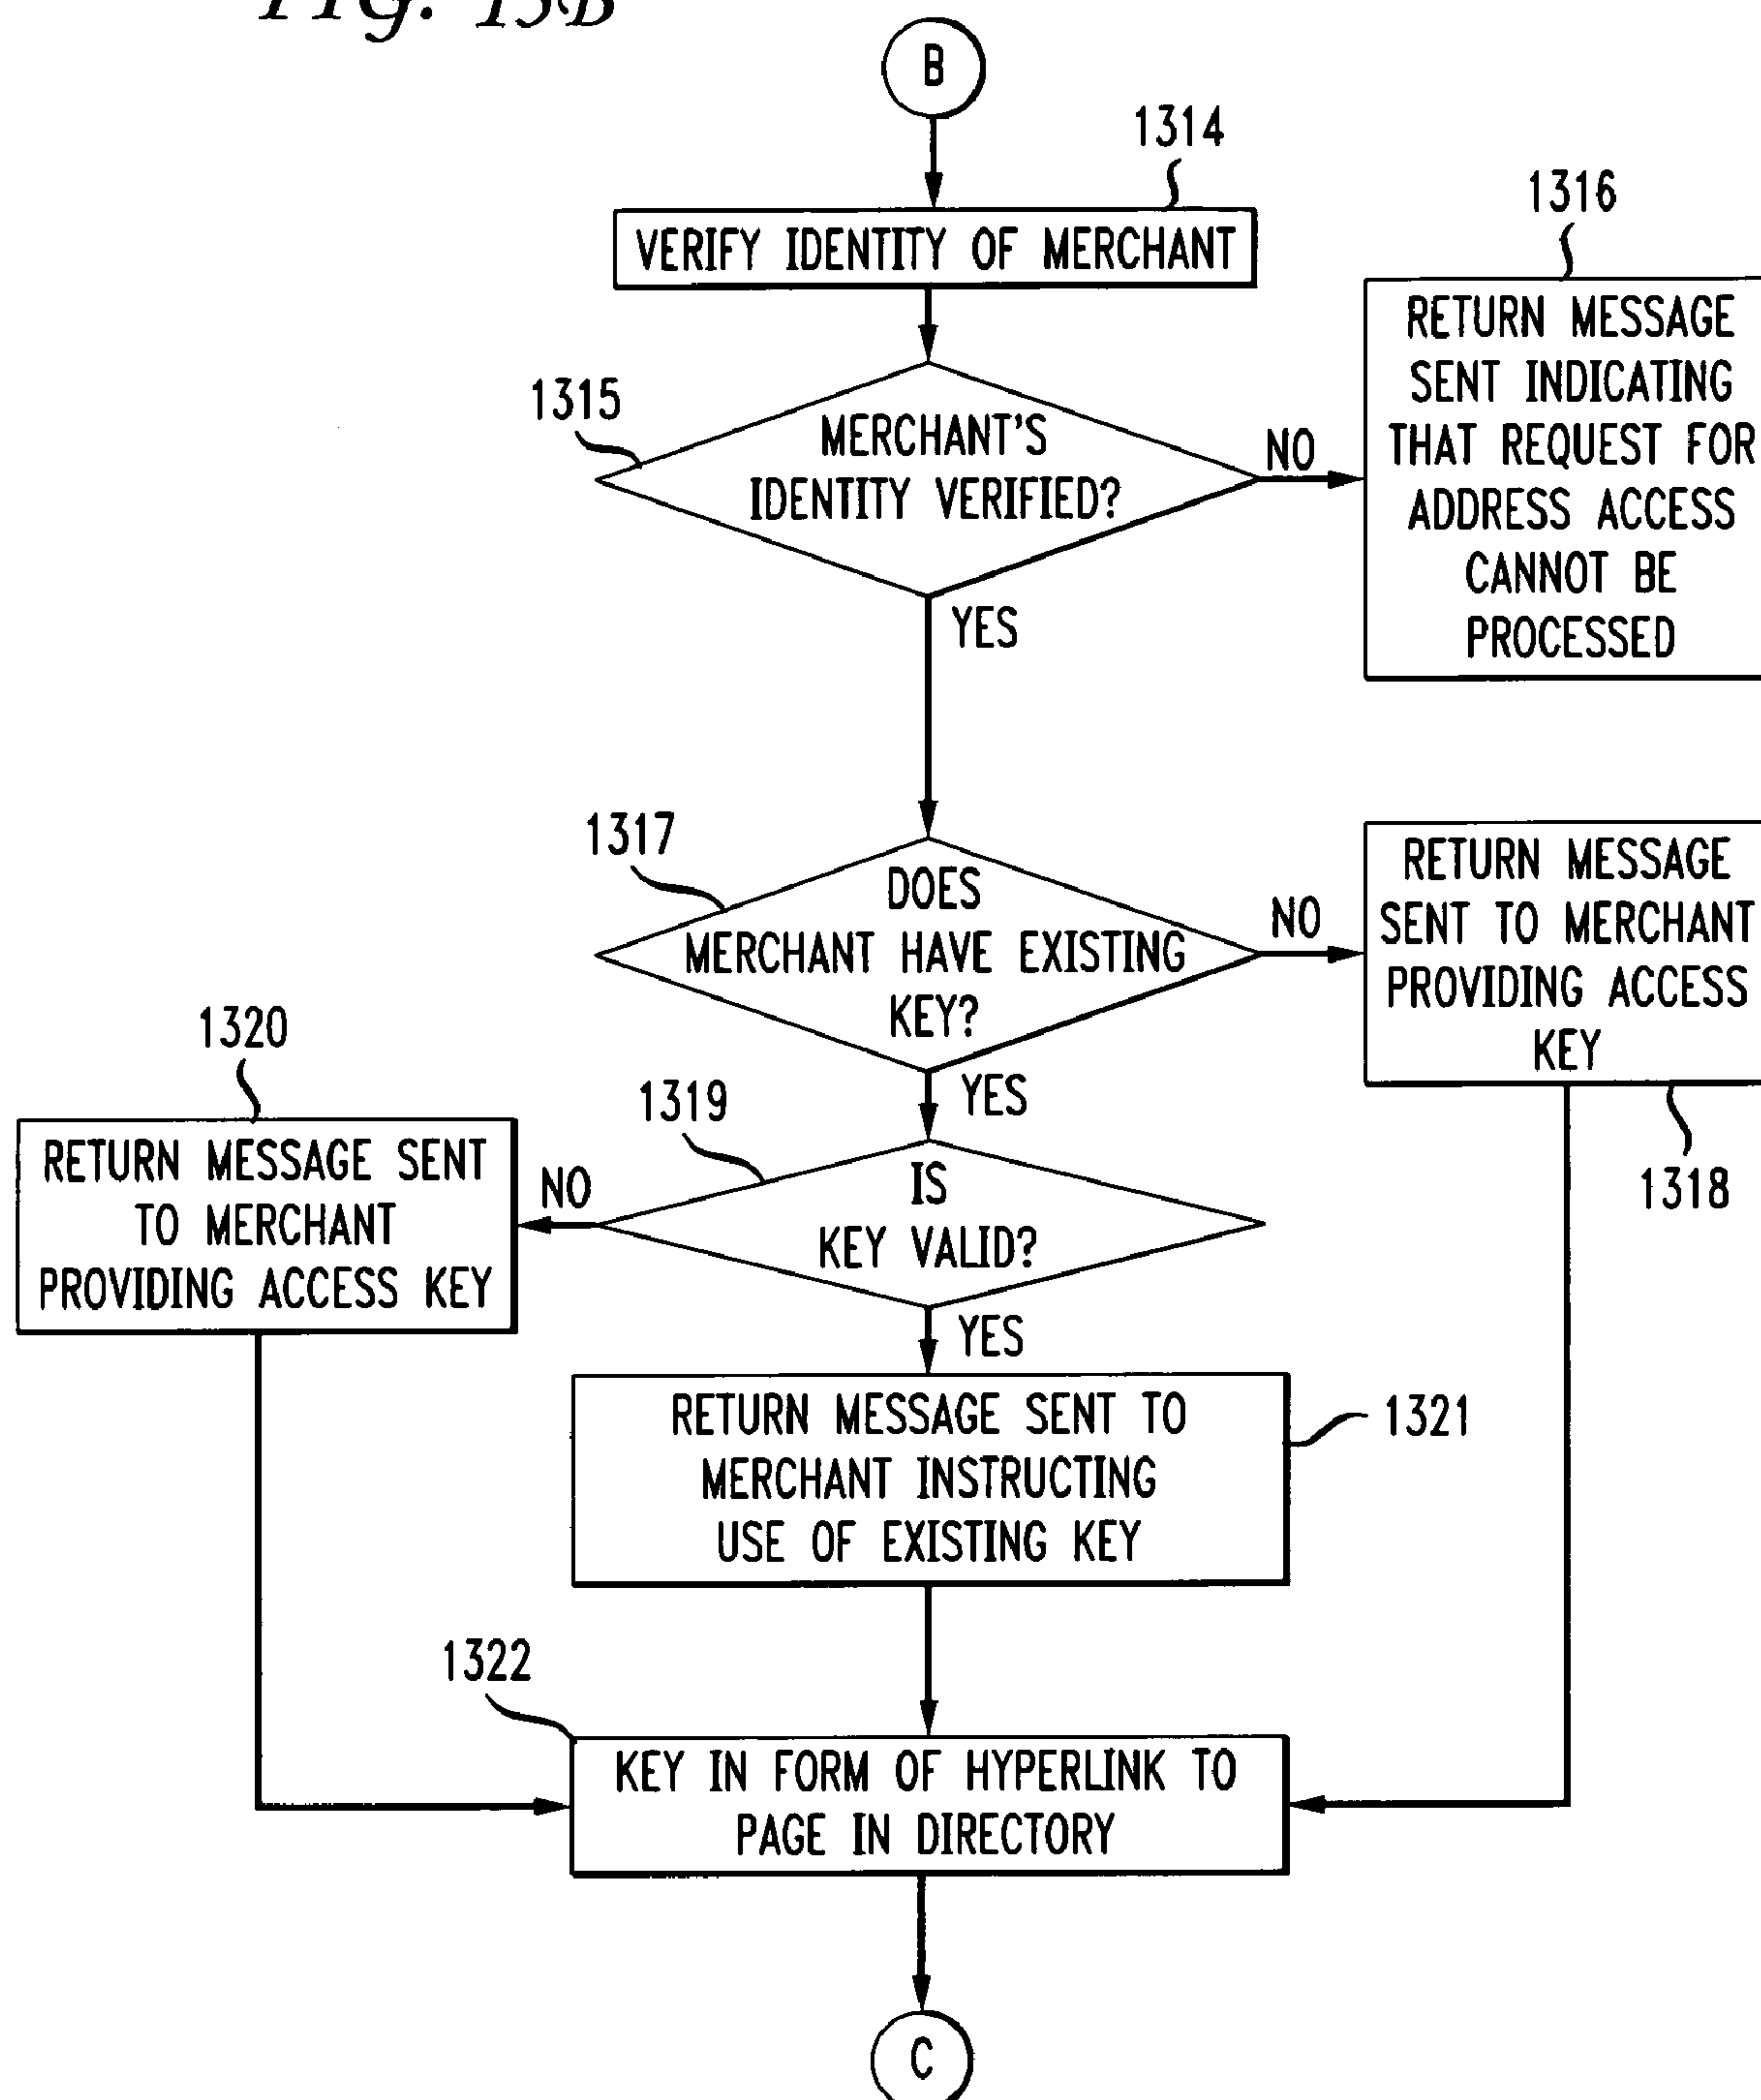 FIG. 13B
B
1314
VERIFY IDENTITY OF MERCHANT
1316
RETURN MESSAGE
SENT INDICATING
THAT REQUEST FOR
ADDRESS ACCESS
CANNOT BE
PROCESSED
1315
MERCHANT'S
IDENTITY VERIFIED?
NO
YES
1317
DOES
MERCHANT HAVE EXISTING
KEY?
NO
RETURN MESSAGE
SENT TO MERCHANT
PROVIDING ACCESS
KEY
1318
YES
1320
RETURN MESSAGE SENT
TO MERCHANT
PROVIDING ACCESS KEY
1319
NO
IS
KEY VALID?
YES
RETURN MESSAGE SENT TO
MERCHANT INSTRUCTING
USE OF EXISTING KEY
1321
1322
KEY IN FORM OF HYPERLINK TO
PAGE IN DIRECTORY
C